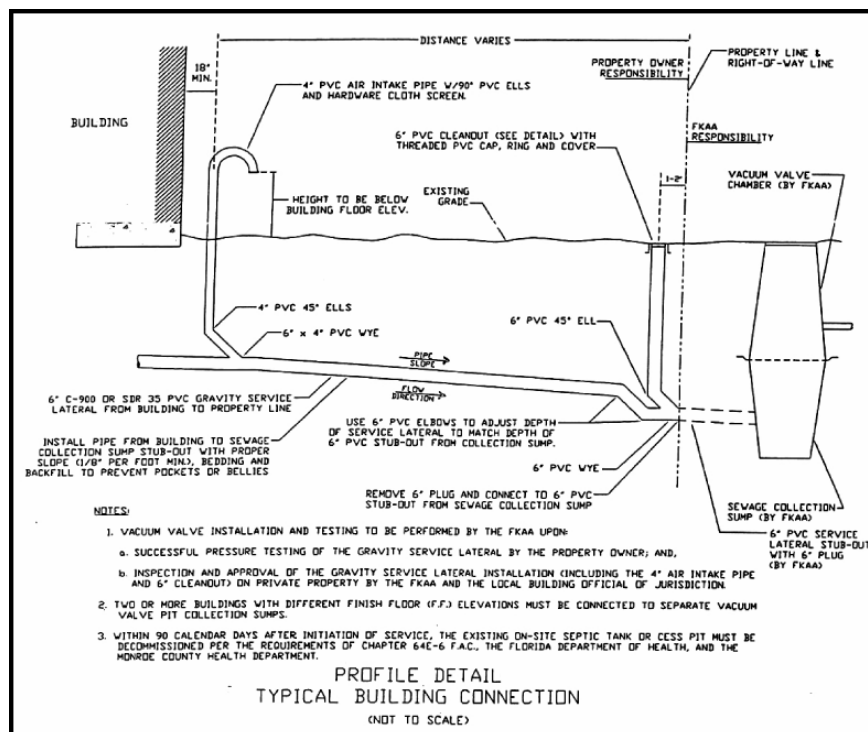 DISTANCE VARIES
18"
MIN.
PROPERTY OWNER
RESPONSIBILITY
PROPERTY LINE &
RIGHT-OF-WAY LINE
4" PVC AIR INTAKE PIPE W/90° PVC ELLS
AND HARDWARE CLOTH SCREEN.
BUILDING
6" PVC CLEANOUT (SEE DETAIL) WITH
THREADED PVC CAP, RING AND COVER
FKAA
RESPONSIBILITY
VACUUM VALVE
CHAMBER (BY FKAA)
1-2'
HEIGHT TO BE BELOW
BUILDING FLOOR ELEV.
EXISTING
GRADE
4" PVC 45° ELLS
6" PVC 45° ELL
6" x 4" PVC WYE
PIPE
SLOPE
FLOW
DIRECTION
6" C-900 OR SDR 35 PVC GRAVITY SERVICE
LATERAL FROM BUILDING TO PROPERTY LINE
USE 6" PVC ELBOWS TO ADJUST DEPTH
OF SERVICE LATERAL TO MATCH DEPTH OF
6" PVC STUB-OUT FROM COLLECTION SUMP.
INSTALL PIPE FROM BUILDING TO SEWAGE
COLLECTION SUMP STUB-OUT WITH PROPER
SLOPE (1/8" PER FOOT MIN.), BEDDING AND
BACKFILL TO PREVENT POCKETS OR BELLIES
6" PVC WYE
REMOVE 6" PLUG AND CONNECT TO 6" PVC
STUB-OUT FROM SEWAGE COLLECTION SUMP
SEWAGE COLLECTION
SUMP (BY FKAA)
6" PVC SERVICE
LATERAL STUB-OUT
WITH 6" PLUG
(BY FKAA)
NOTES:
1. VACUUM VALVE INSTALLATION AND TESTING TO BE PERFORMED BY THE FKAA UPON:
a. SUCCESSFUL PRESSURE TESTING OF THE GRAVITY SERVICE LATERAL BY THE PROPERTY OWNER; AND,
b. INSPECTION AND APPROVAL OF THE GRAVITY SERVICE LATERAL INSTALLATION (INCLUDING THE 4" AIR INTAKE PIPE
AND 6" CLEANOUT) ON PRIVATE PROPERTY BY THE FKAA AND THE LOCAL BUILDING OFFICIAL OF JURISDICTION.
2. TWO OR MORE BUILDINGS WITH DIFFERENT FINISH FLOOR (F.F.) ELEVATIONS MUST BE CONNECTED TO SEPARATE VACUUM
VALVE PIT COLLECTION SUMPS.
3. WITHIN 90 CALENDAR DAYS AFTER INITIATION OF SERVICE, THE EXISTING ON-SITE SEPTIC TANK OR CESS PIT MUST BE
DECOMMISSIONED PER THE REQUIREMENTS OF CHAPTER 64E-6 F.A.C., THE FLORIDA DEPARTMENT OF HEALTH, AND THE
MONROE COUNTY HEALTH DEPARTMENT.
PROFILE DETAIL
TYPICAL BUILDING CONNECTION
(NOT TO SCALE)